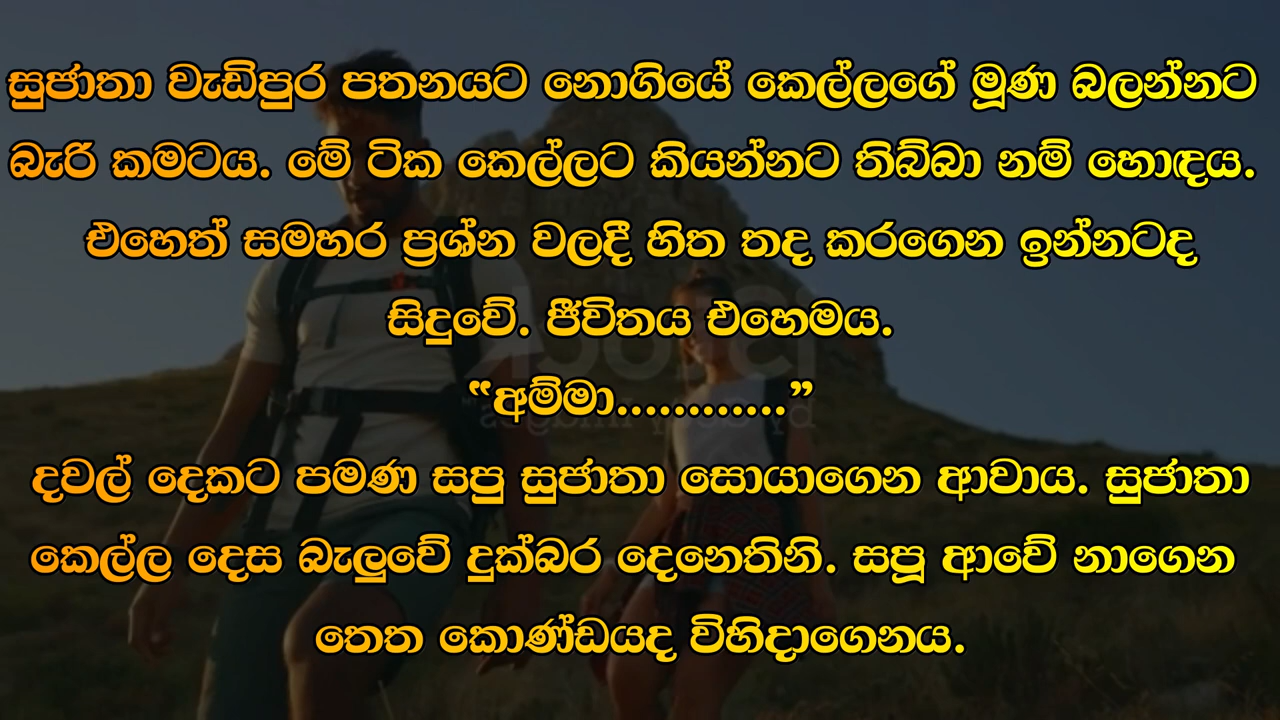 සුජාතා වැඩිපුර පතනයට නොගියේ කෙල්ලගේ මූණ බලන්නට
බැරි කමටය. මේ ටික කෙල්ලට කියන්නට තිබ්බා නම් හොඳය.
එහෙත් සමහර ප්‍රශ්න වලදී හිත තද කරගෙන ඉන්නටද
සිදුවේ. ජීවිතය එහෙමය.
“අම්මා............”
දවල් දෙකට පමණ සපු සුජාතා සොයාගෙන ආවාය. සුජාතා
කෙල්ල දෙස බැලුවේ දුක්බර දෙනෙතිනි. සපූ ආවේ නාගෙන
තෙත කොණ්ඩයද විහිදාගෙනය.